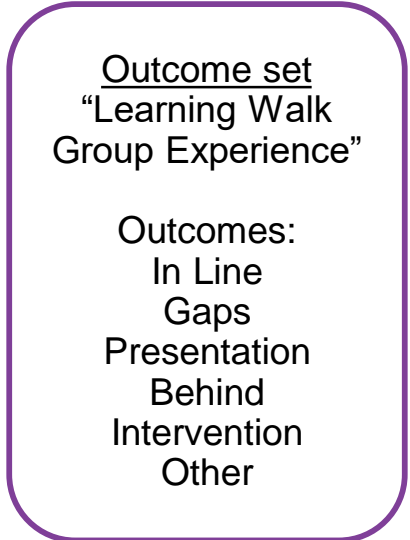 Outcome set
“Learning Walk
Group Experience”
Outcomes:
In Line
Gaps
Presentation
Behind
Intervention
Other